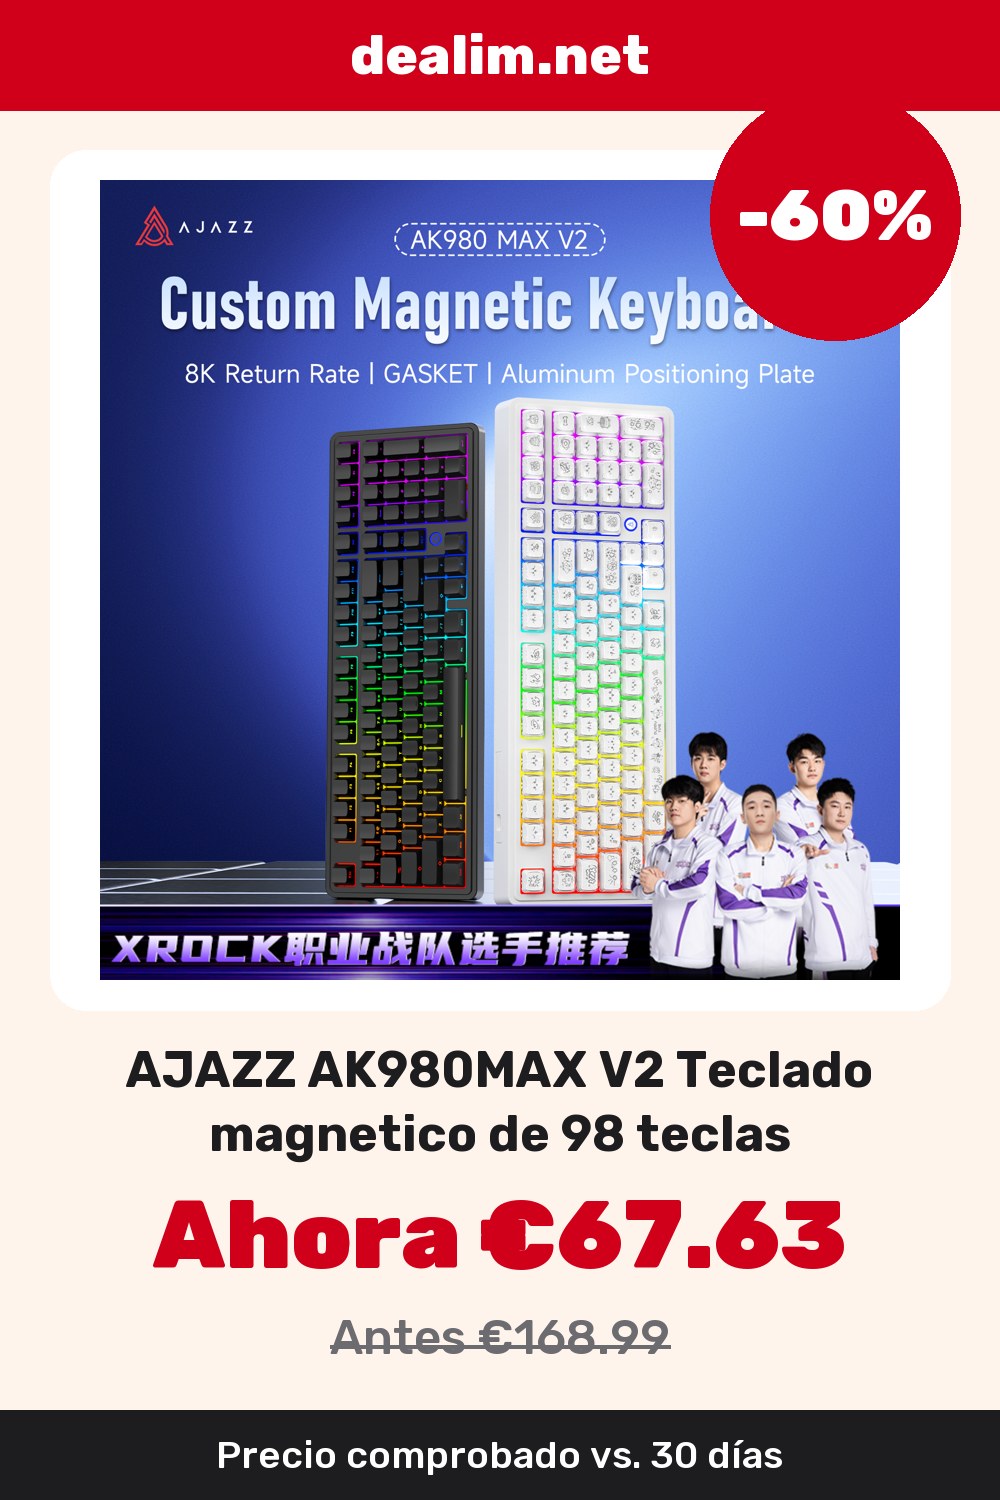 dealim.net
-60%
AJAZZ
AK980 MAX V2
Custom Magnetic
8K Return Rate | GASKET | Aluminum Positioning Plate
XROCK职业战队选手推荐
AJAZZ AK980MAX V2 Teclado
magnetico de 98 teclas
Ahora €67.63
Antes €168.99
Precio comprobado vs. 30 días